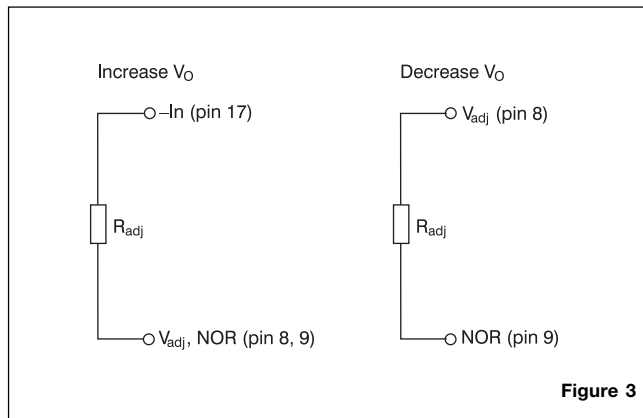 Increase VO
–In (pin 17)
Radj
Vadj, NOR (pin 8, 9)
Decrease VO
Vadj (pin 8)
Radj
NOR (pin 9)
Figure 3